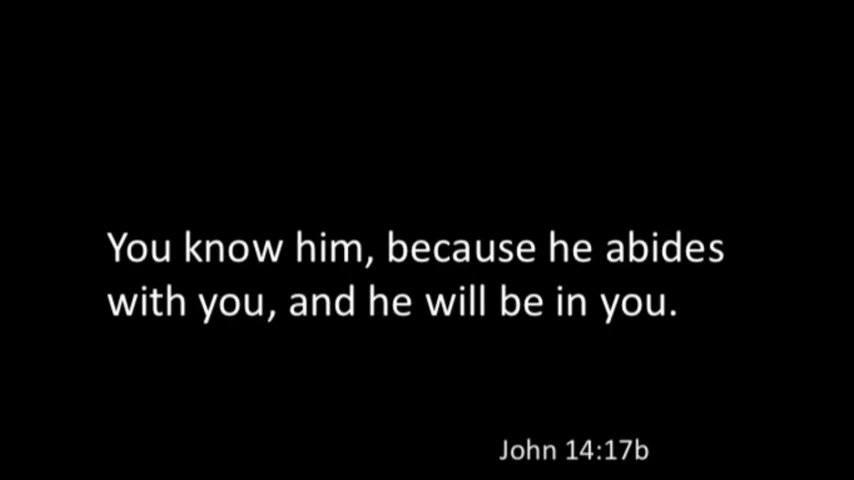 You know him, because he abides
with you, and he will be in you.
John 14:17b